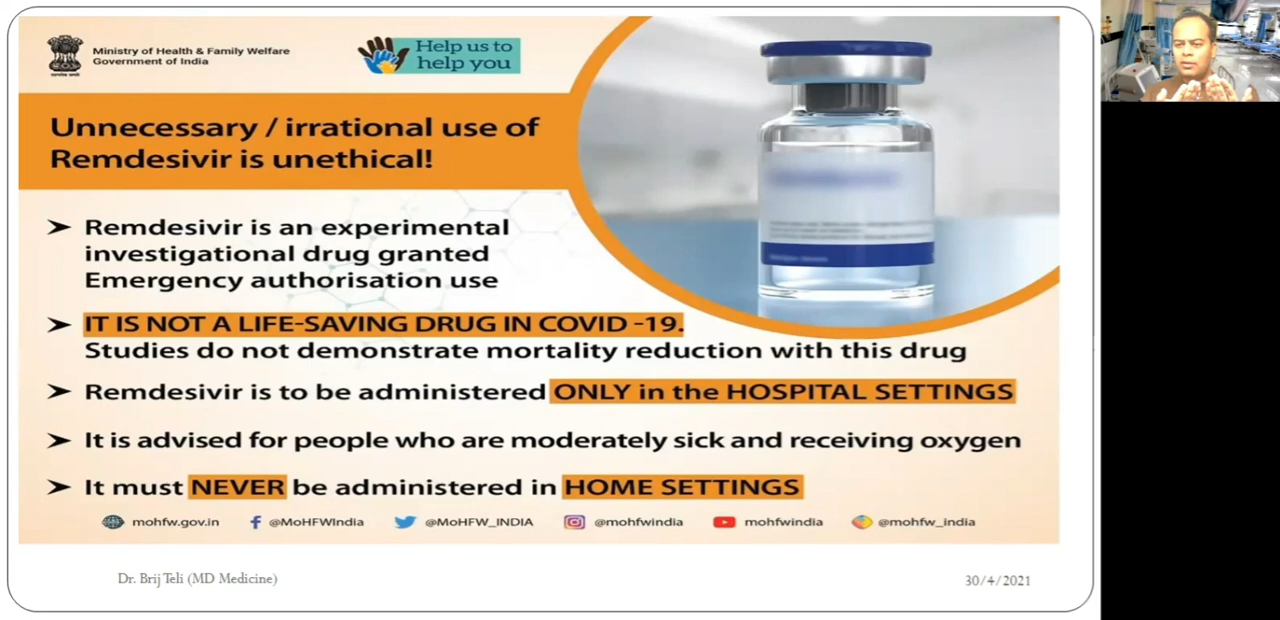 Ministry of Health & Family Welfare
Government of India
Help us to
help you
Unnecessary / irrational use of
Remdesivir is unethical!
➤ Remdesivir is an experimental
investigational drug granted
Emergency authorisation use
➤ IT IS NOT A LIFE-SAVING DRUG IN COVID -19.
Studies do not demonstrate mortality reduction with this drug
➤ Remdesivir is to be administered ONLY in the HOSPITAL SETTINGS
➤ It is advised for people who are moderately sick and receiving oxygen
➤ It must NEVER be administered in HOME SETTINGS
mohfw.gov.in @MoHFWIndia @MoHFW_INDIA @mohfwindia mohfwindia @mohfw_india
Dr. Brij Teli (MD Medicine) 30/4/2021